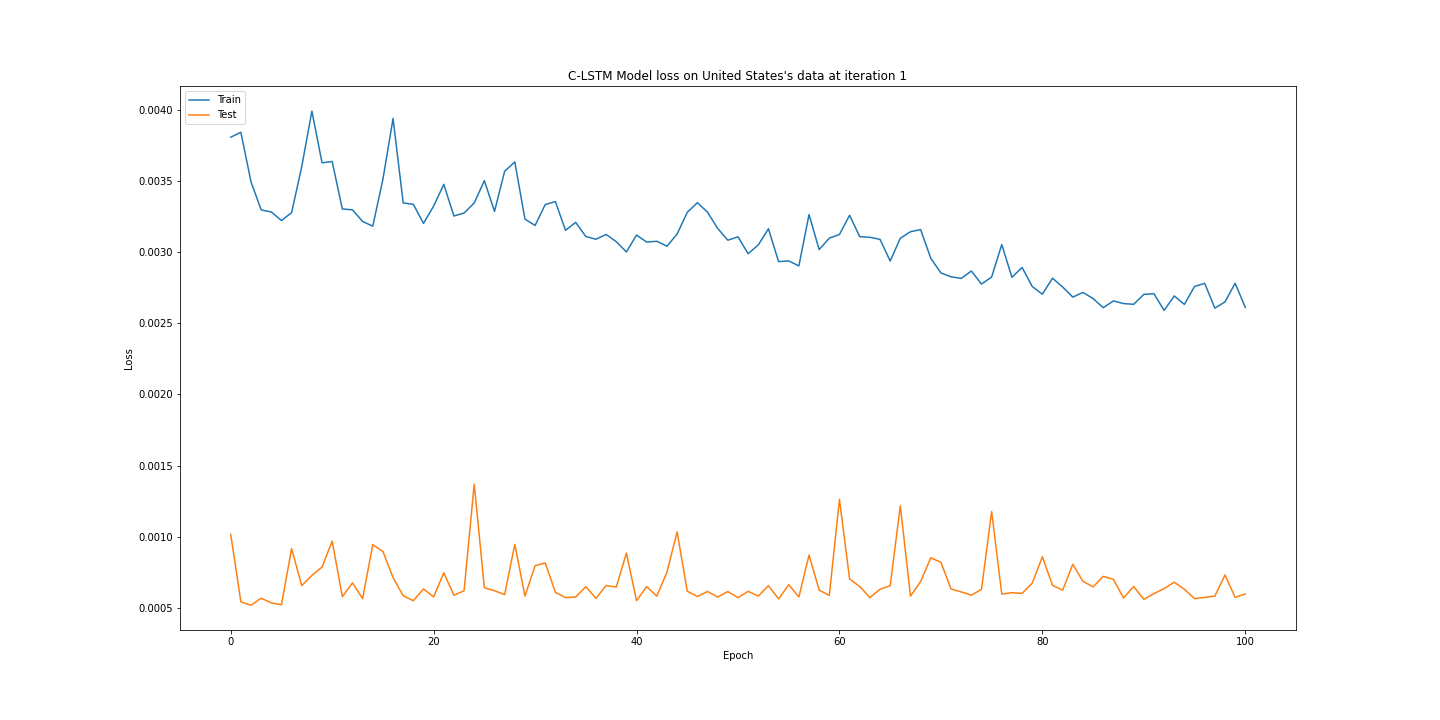 C-LSTM Model loss on United States's data at iteration 1
Train
Test
0.0040
0.0035
0.0030
0.0025
0.0020
0.0015
0.0010
0.0005
Loss
0 20 40 60 80 100
Epoch